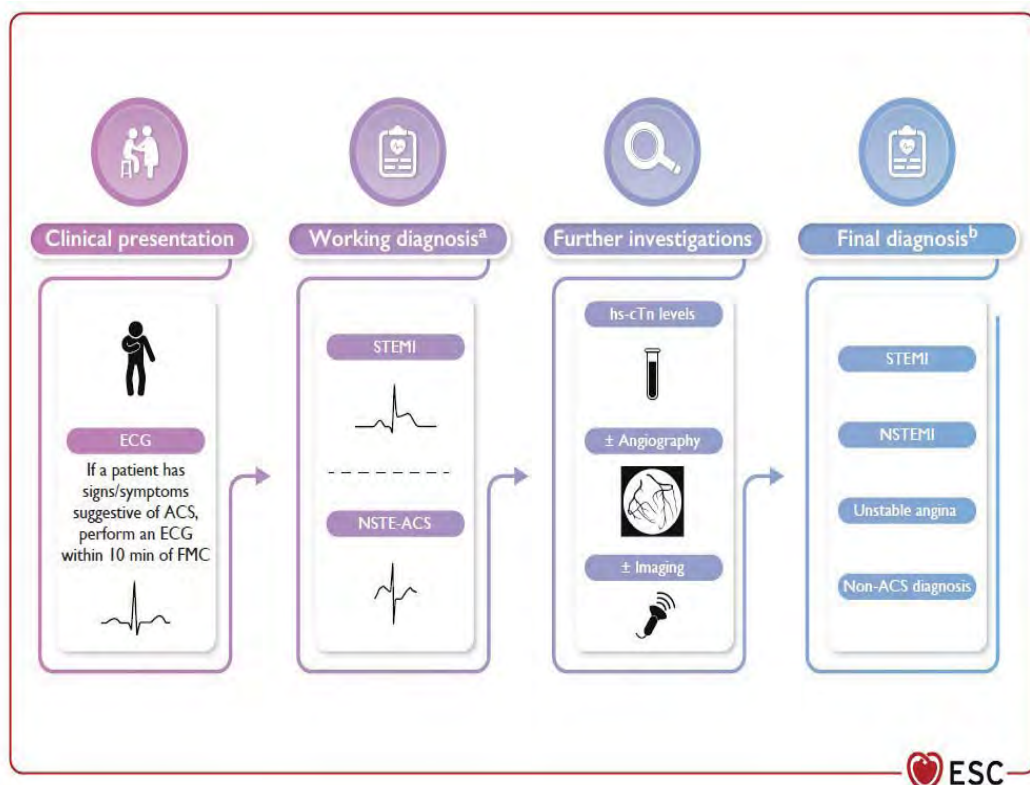 Clinical presentation
ECG
If a patient has
signs/symptoms
suggestive of ACS,
perform an ECG
within 10 min of FMC
Working diagnosisᵃ
STEMI
NSTE-ACS
Further investigations
hs-cTn levels
± Angiography
± Imaging
Final diagnosisᵇ
STEMI
NSTEMI
Unstable angina
Non-ACS diagnosis
ESC